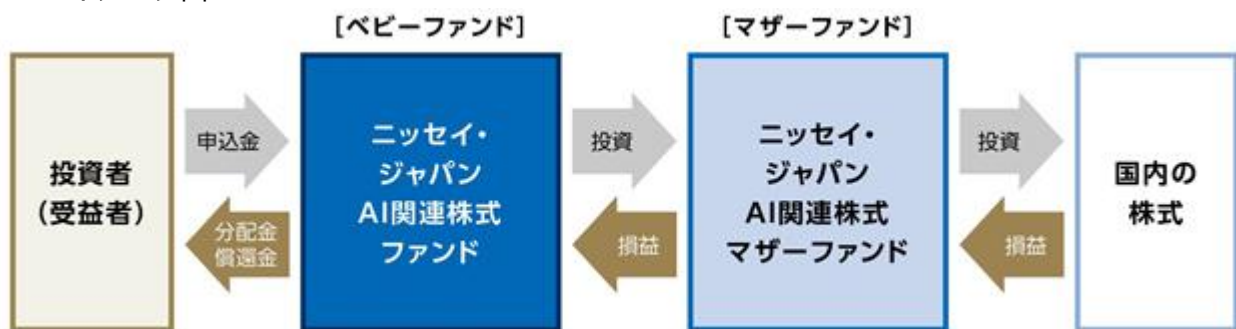 [ベビーファンド]
[マザーファンド]
投資者
(受益者)
申込金
分配金
償還金
ニッセイ・
ジャパン
AI関連株式
ファンド
投資
損益
ニッセイ・
ジャパン
AI関連株式
マザーファンド
投資
損益
国内の
株式